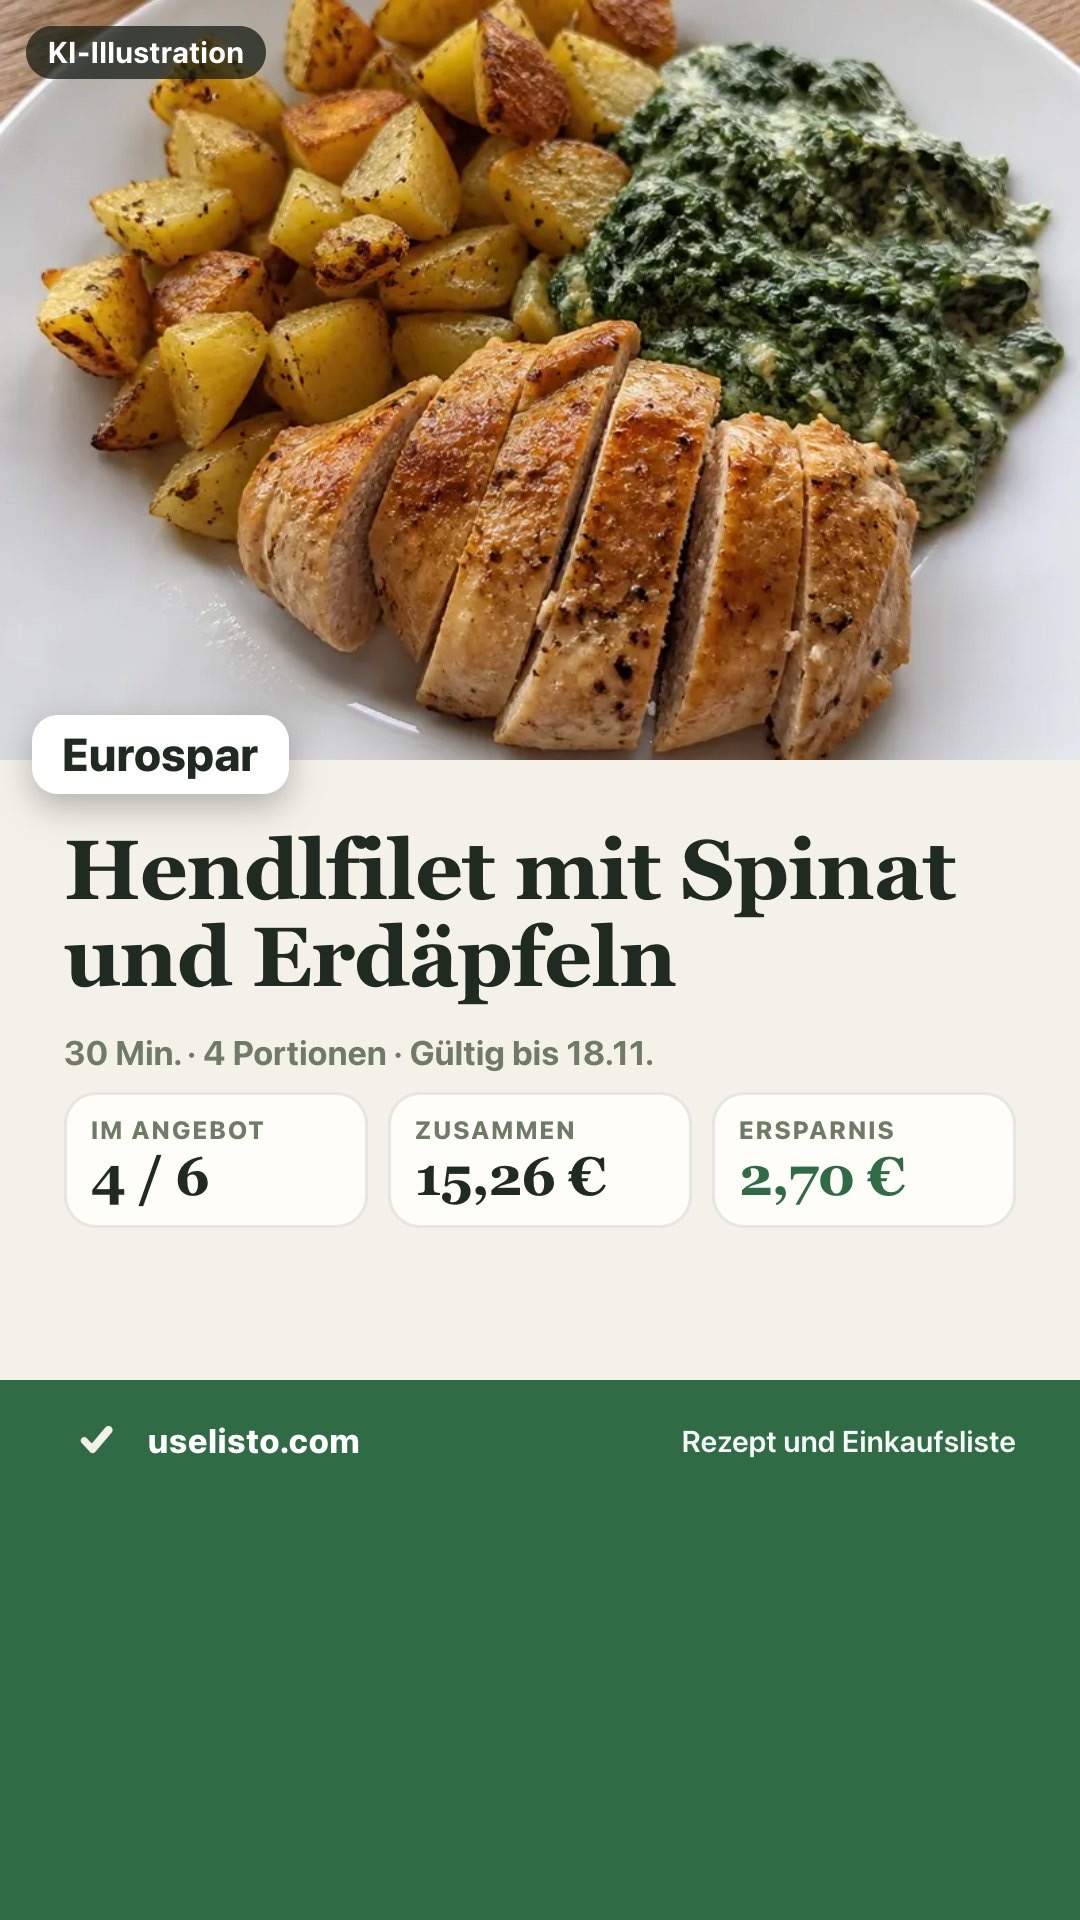 KI-Illustration
Eurospar
Hendlfilet mit Spinat
und Erdäpfeln
30 Min. · 4 Portionen · Gültig bis 18.11.
IM ANGEBOT
4 / 6
ZUSAMMEN
15,26 €
ERSPARNIS
2,70 €
uselisto.com
Rezept und Einkaufsliste